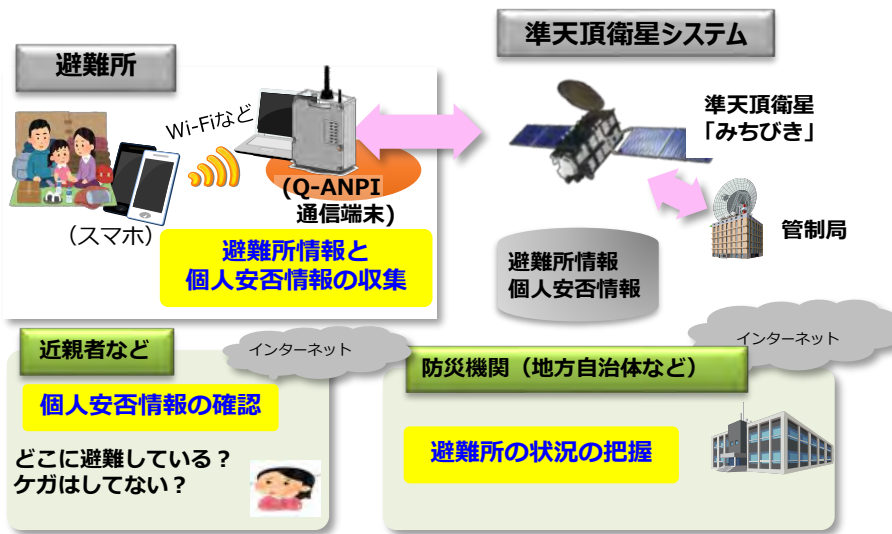 避難所
Wi-Fiなど
(Q-ANPI
通信端末)
（スマホ）
避難所情報と
個人安否情報の収集
準天頂衛星システム
準天頂衛星
「みちびき」
管制局
避難所情報
個人安否情報
近親者など
インターネット
個人安否情報の確認
どこに避難している？
ケガはしてない？
防災機関（地方自治体など）
インターネット
避難所の状況の把握